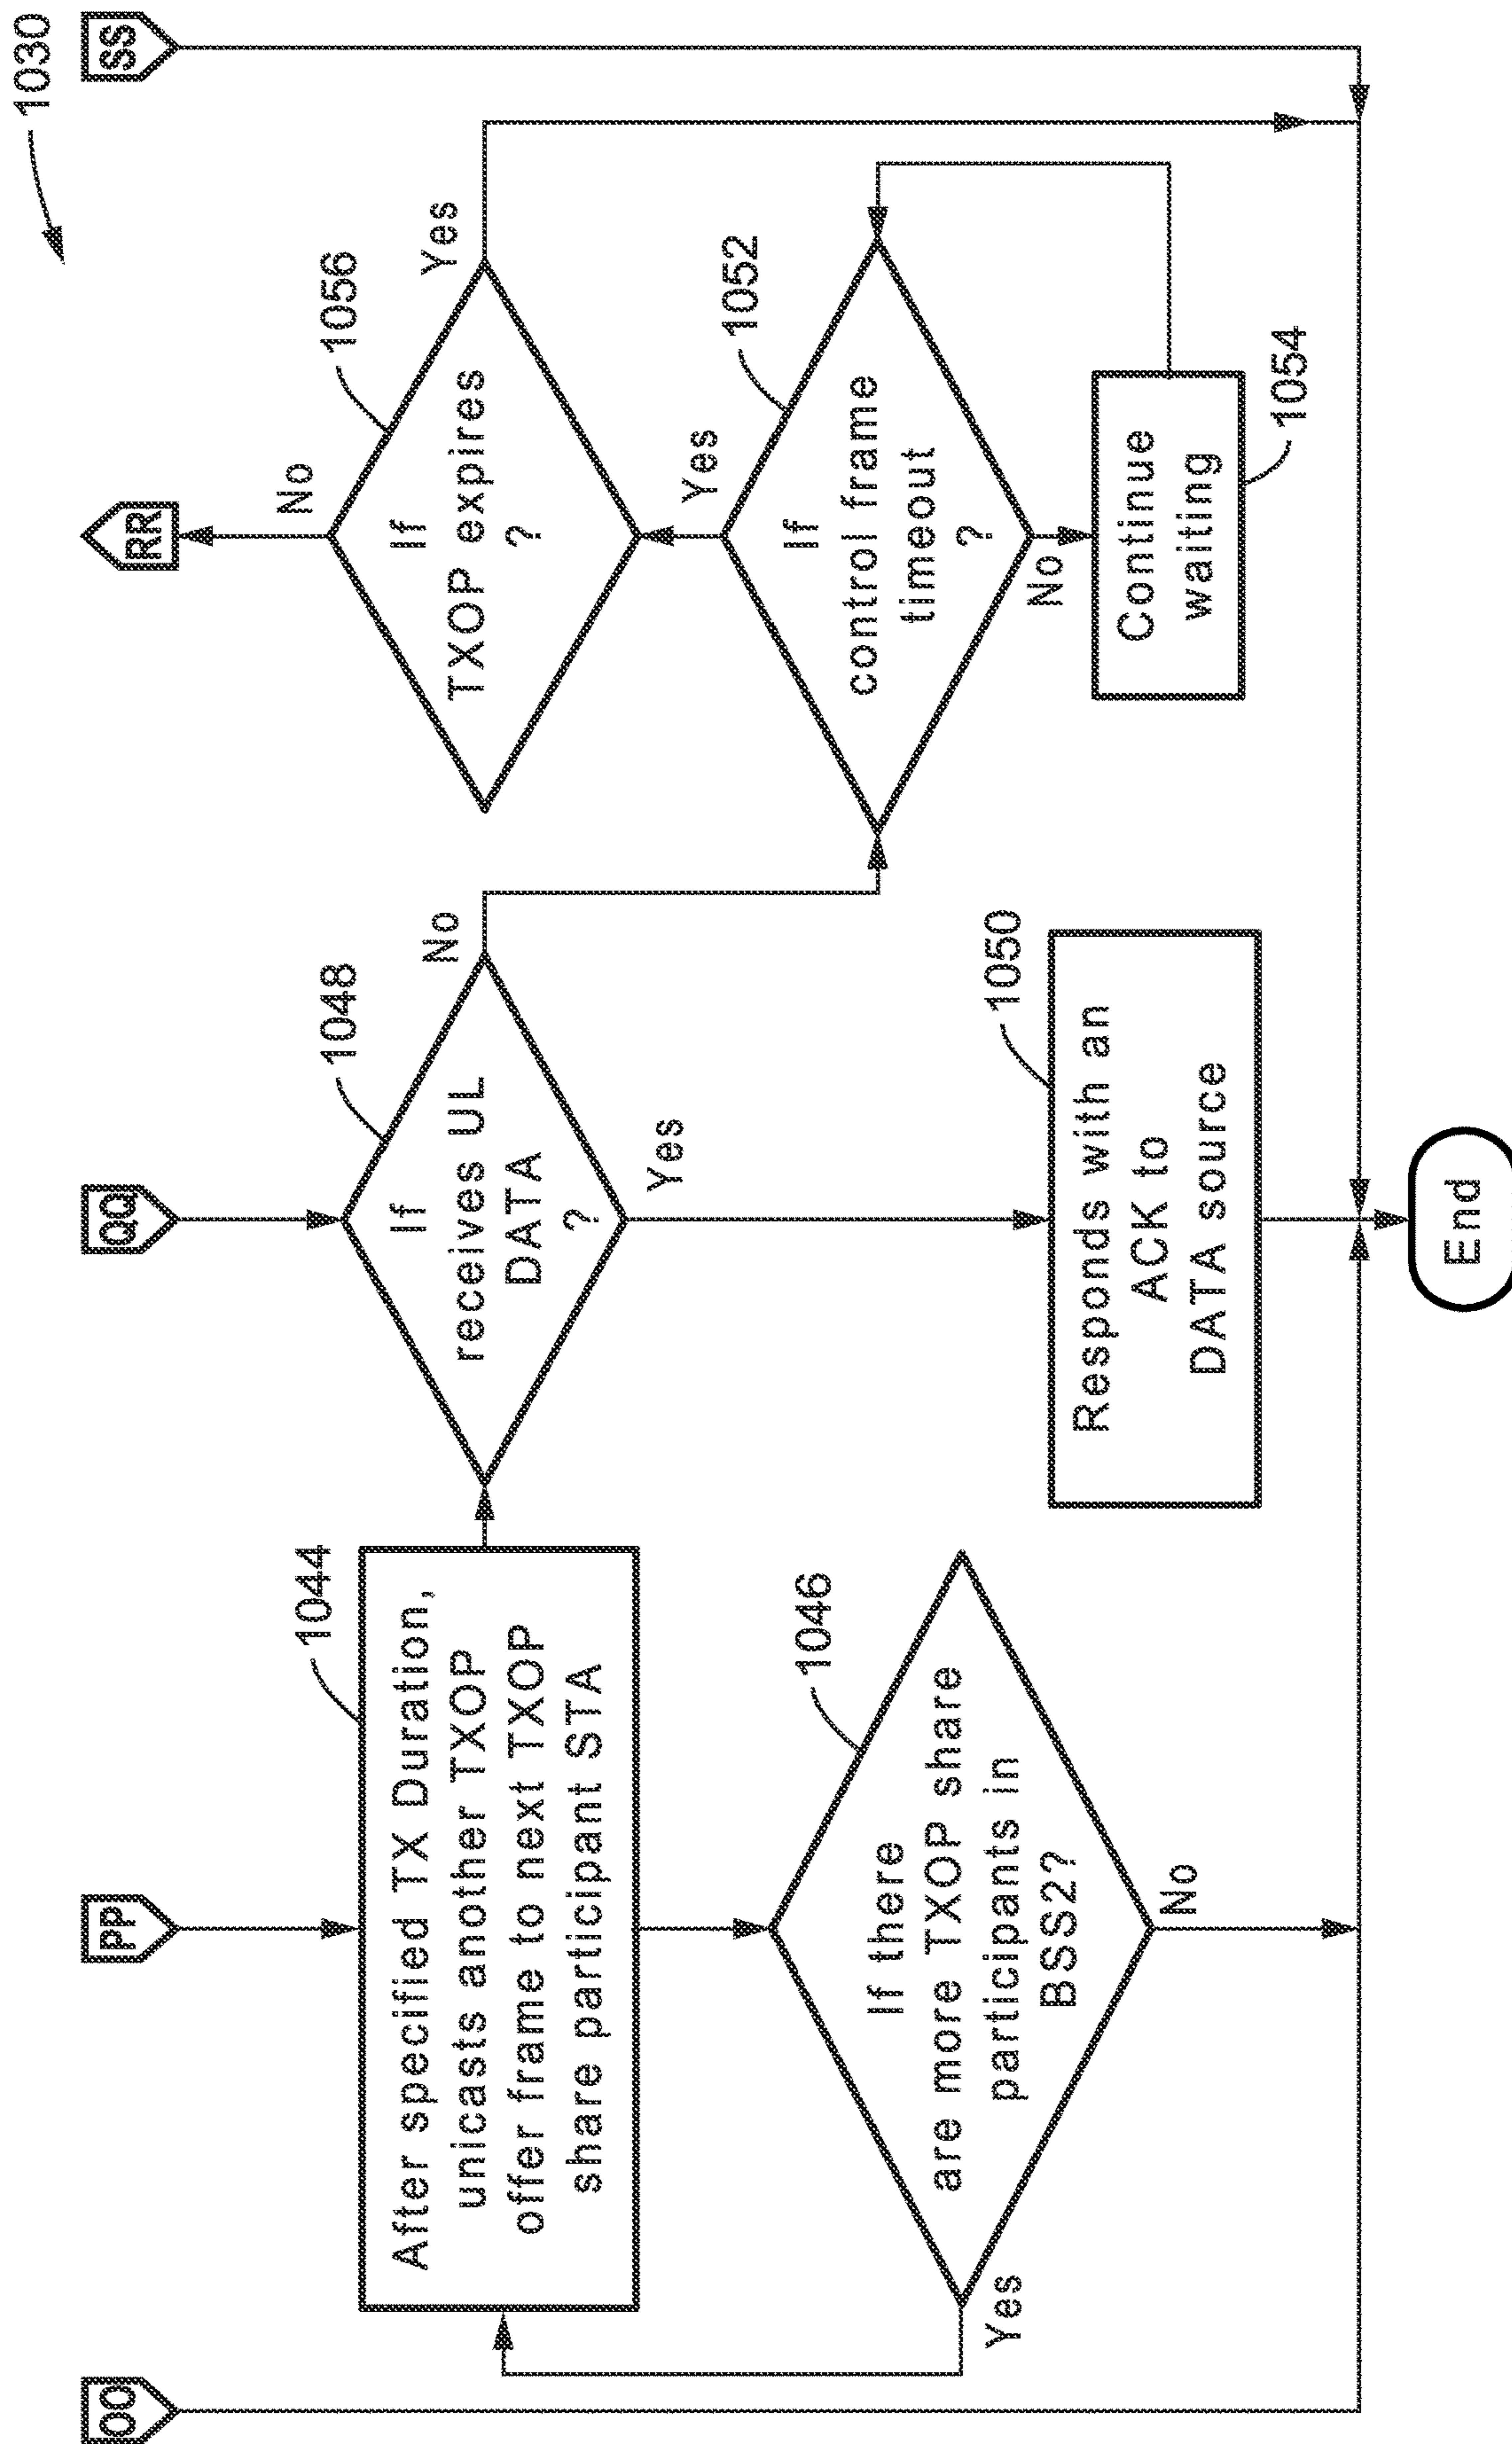 1030
OO
PP
QQ
RR
SS
1044
After specified TX Duration,
unicasts another TXOP
offer frame to next TXOP
share participant STA
1046
If there
are more TXOP share
participants in
BSS2?
Yes
No
1048
If
receives UL
DATA
?
No
Yes
1050
Responds with an
ACK to
DATA source
1056
If
TXOP expires
?
No
Yes
1052
If
control frame
timeout
?
Yes
No
Continue
waiting
1054
End